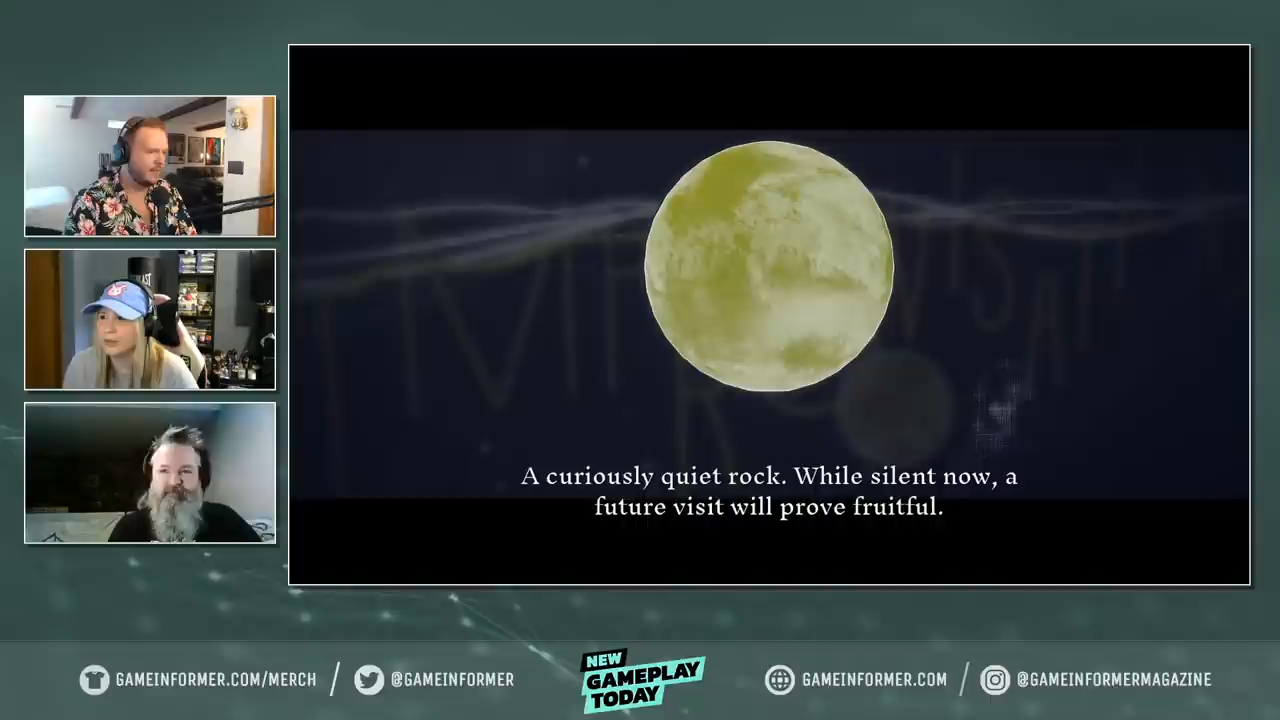 A curiously quiet rock. While silent now, a
future visit will prove fruitful.
GAMEINFORMER.COM/MERCH
@GAMEINFORMER
NEW
GAMEPLAY
TODAY
GAMEINFORMER.COM
@GAMEINFORMERMAGAZINE